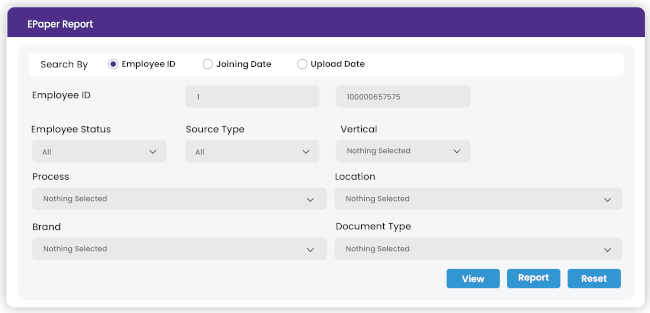 EPaper Report
Search By Employee ID Joining Date Upload Date
Employee ID 1 100000657575
Employee Status Source Type Vertical
All All Nothing Selected
Process Location
Nothing Selected Nothing Selected
Brand Document Type
Nothing Selected Nothing Selected
View Report Reset